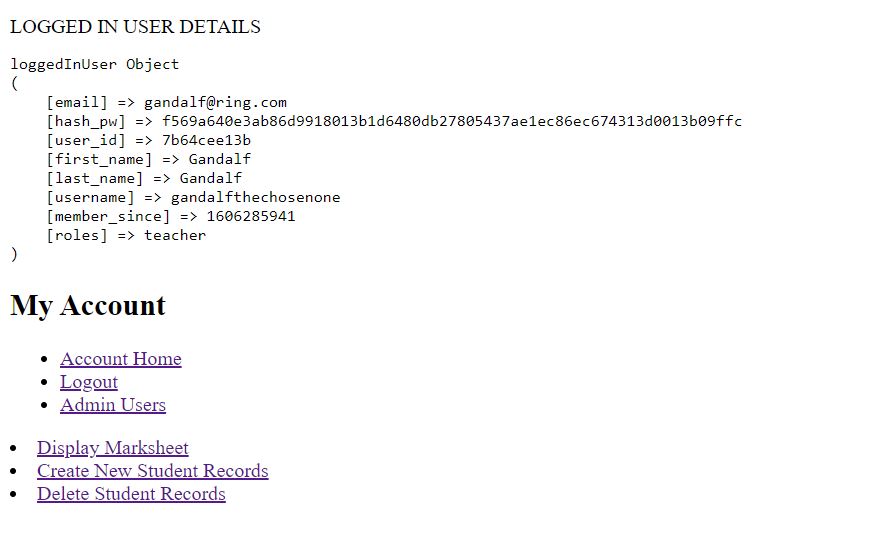 LOGGED IN USER DETAILS
loggedInUser Object
(
[email] => gandalf@ring.com
[hash_pw] => f569a640e3ab86d9918013b1d6480db27805437ae1ec86ec674313d0013b09ffc
[user_id] => 7b64cee13b
[first_name] => Gandalf
[last_name] => Gandalf
[username] => gandalfthechosenone
[member_since] => 1606285941
[roles] => teacher
)
My Account
Account Home
Logout
Admin Users
Display Marksheet
Create New Student Records
Delete Student Records